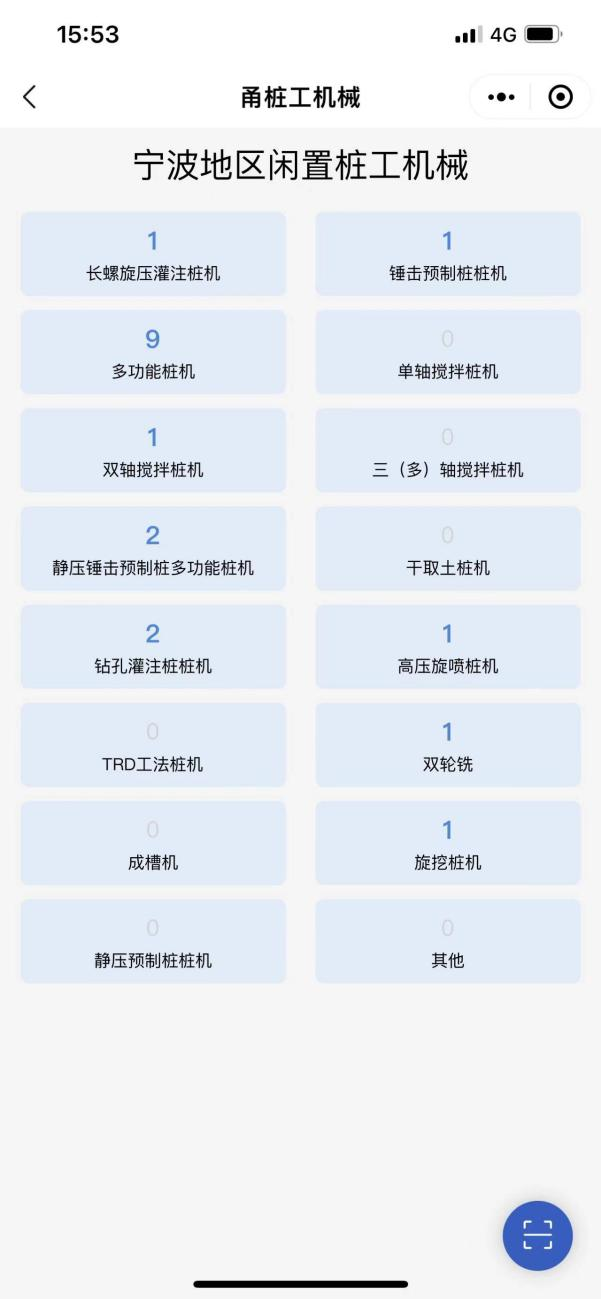 15:53
4G
甬桩工机械
宁波地区闲置桩工机械
1
长螺旋压灌注桩机
1
锤击预制桩桩机
9
多功能桩机
0
单轴搅拌桩机
1
双轴搅拌桩机
0
三（多）轴搅拌桩机
2
静压锤击预制桩多功能桩机
0
干取土桩机
2
钻孔灌注桩桩机
1
高压旋喷桩机
0
TRD工法桩机
1
双轮铣
0
成槽机
1
旋挖桩机
0
静压预制桩桩机
0
其他